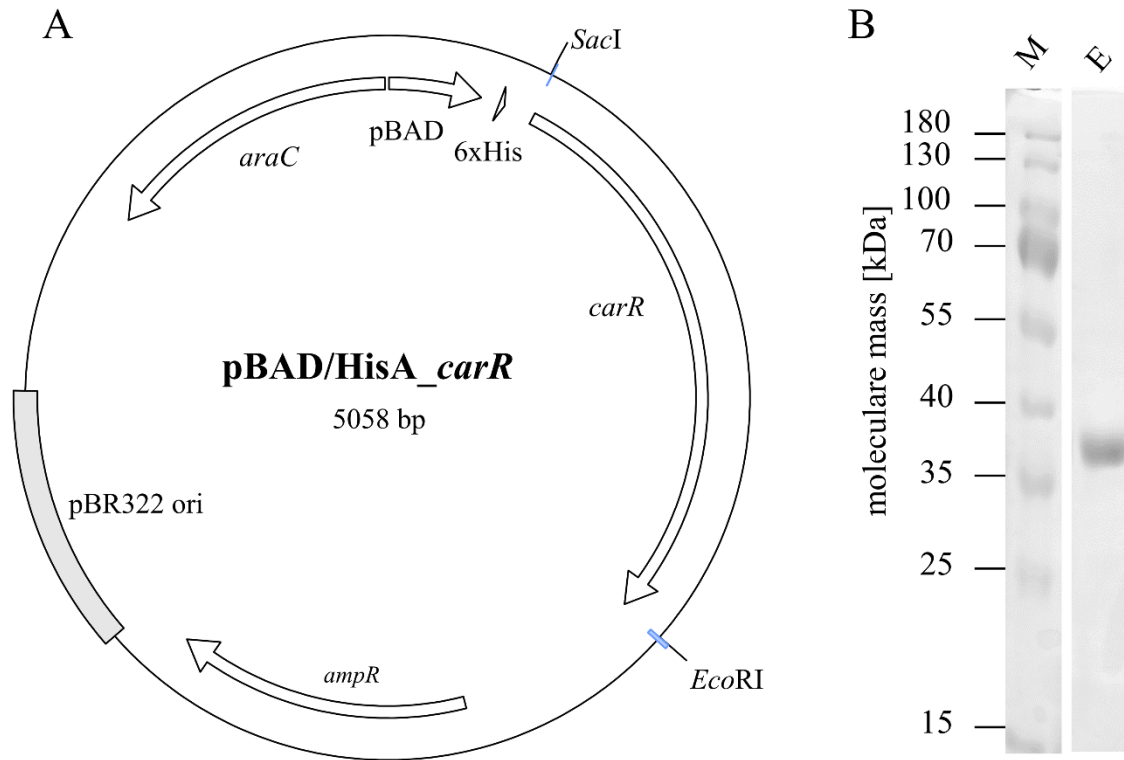 A
SacI
pBAD
6xHis
araC
carR
pBAD/HisA_carR
5058 bp
pBR322 ori
ampR
EcoRI
B
M
E
180
130
100
70
55
40
35
25
15
moleculare mass [kDa]